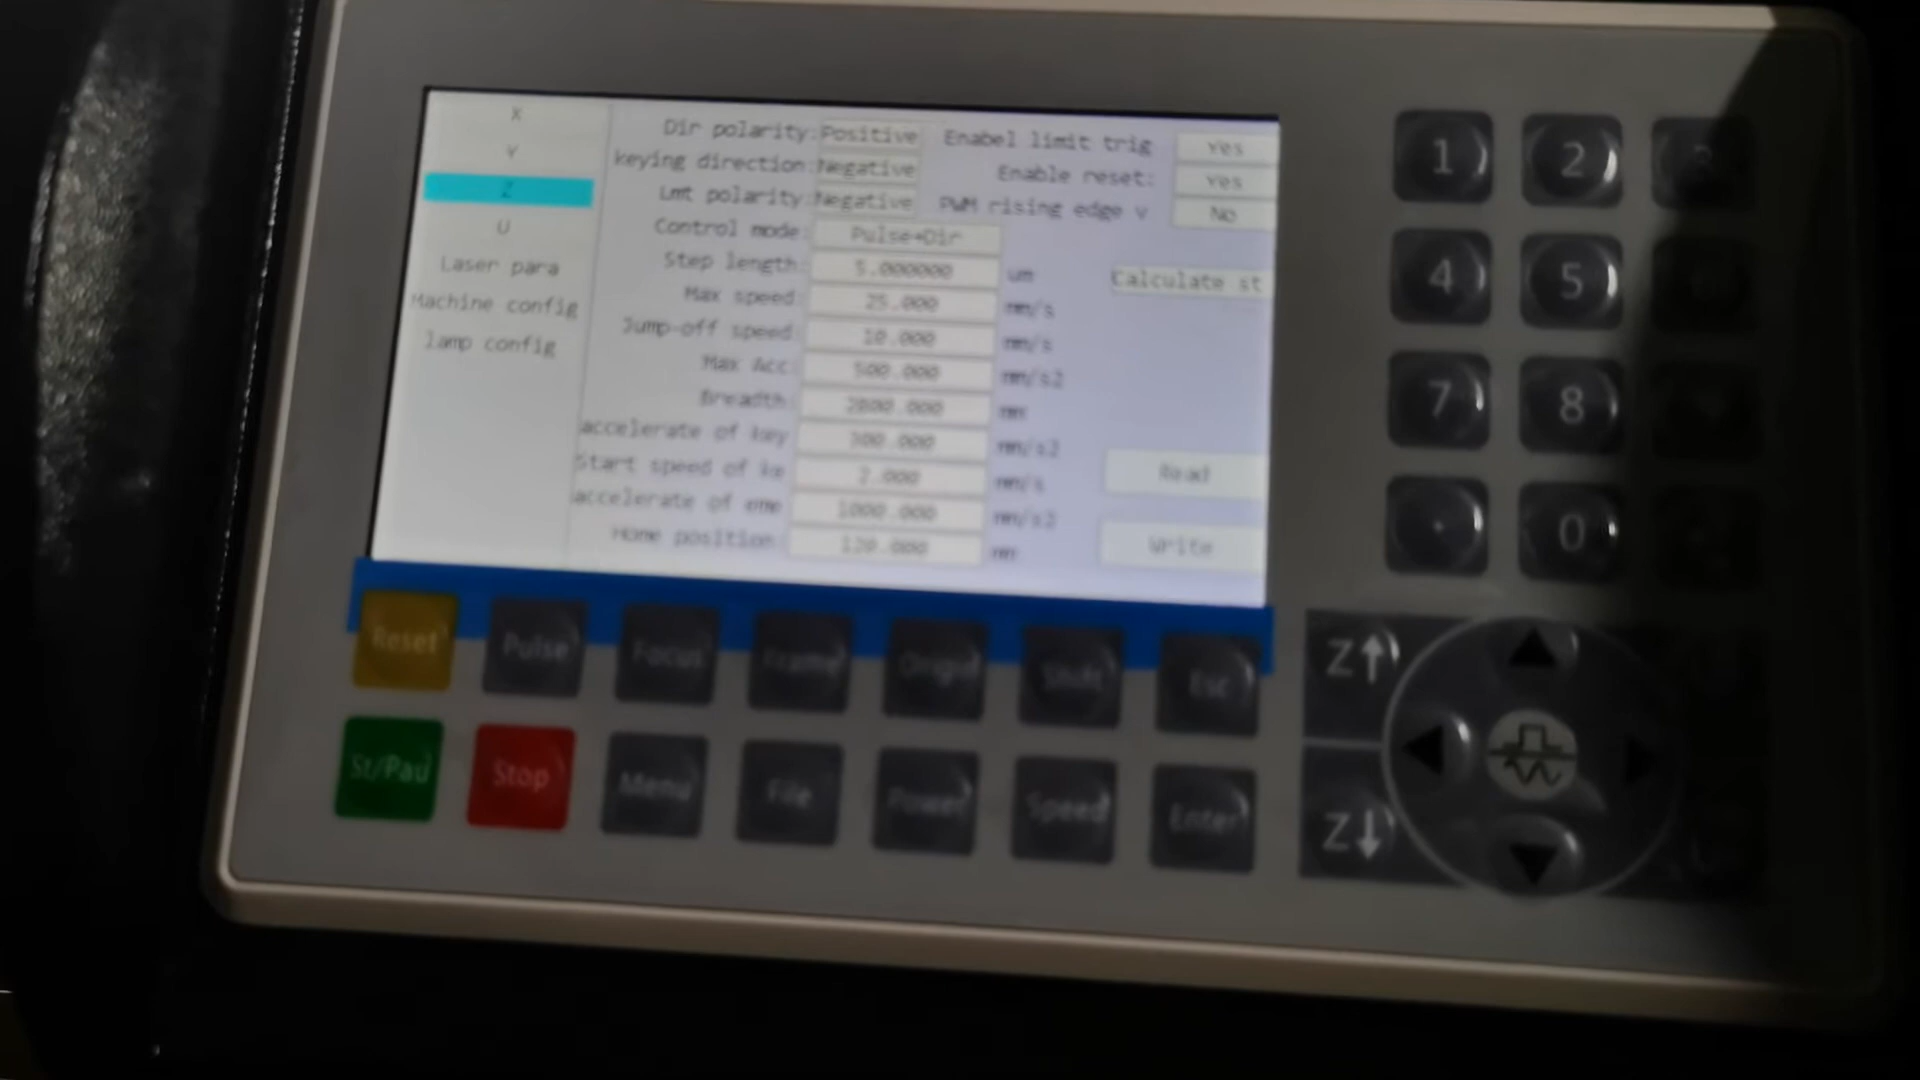 X
Y
Z
U
Laser para
Machine config
lamp config
Dir polarity: Positive
keying direction: Negative
Lmt polarity: Negative
Control mode: Pulse+Dir
Step length: 5.000000 um
Max speed: 25.000 mm/s
Jump-off speed: 10.000 mm/s
Max Acc: 500.000 mm/s2
Breadth: 2800.000 mm
accelerate of key 300.000 mm/s2
Start speed of ke 2.000 mm/s
accelerate of eme 1000.000 mm/s2
Home position: 120.000 mm
Enabel limit trig Yes
Enable reset: Yes
PWM rising edge v No
Calculate st
Read
Write
1 2 3
4 5
7 8
. 0
Reset Pulse Focus Frame Origin Shift Esc
St/Pau Stop Menu File Power Speed Enter
Z↑
Z↓